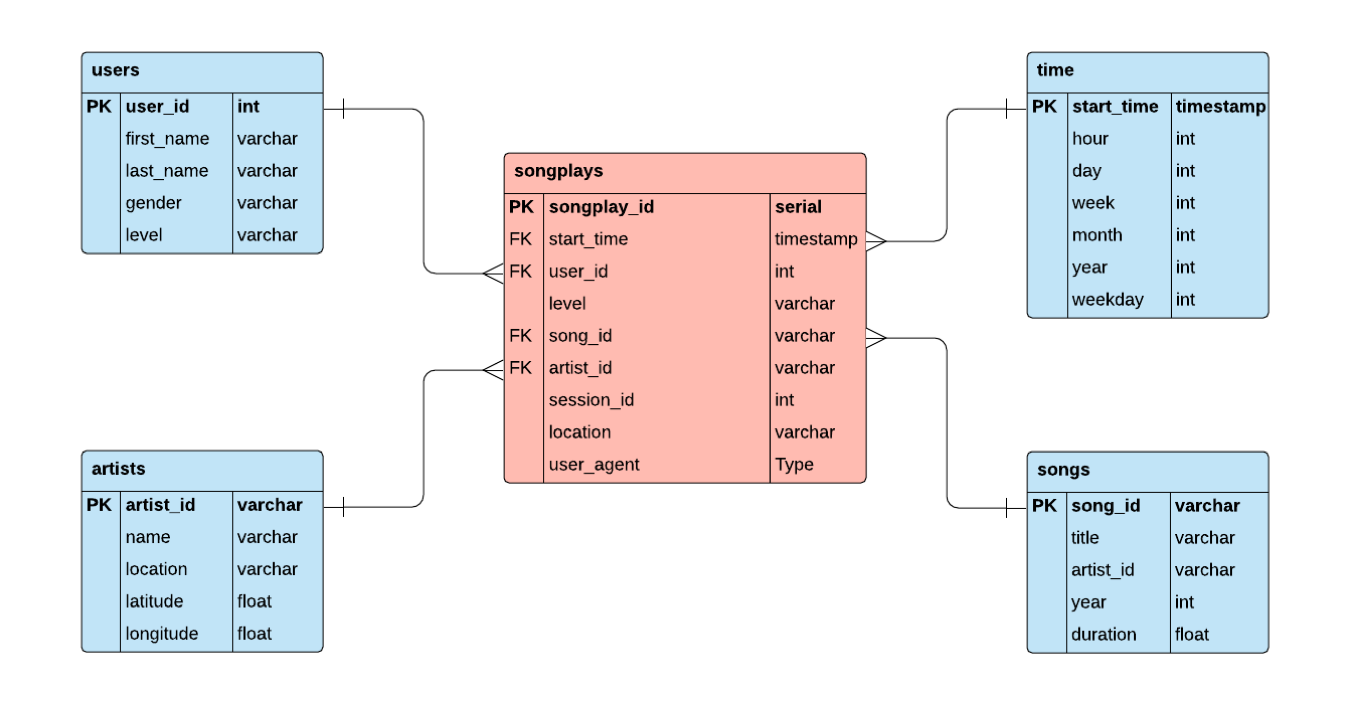 users
PK user_id int
first_name varchar
last_name varchar
gender varchar
level varchar
time
PK start_time timestamp
hour int
day int
week int
month int
year int
weekday int
songplays
PK songplay_id serial
FK start_time timestamp
FK user_id int
level varchar
FK song_id varchar
FK artist_id varchar
session_id int
location varchar
user_agent Type
artists
PK artist_id varchar
name varchar
location varchar
latitude float
longitude float
songs
PK song_id varchar
title varchar
artist_id varchar
year int
duration float